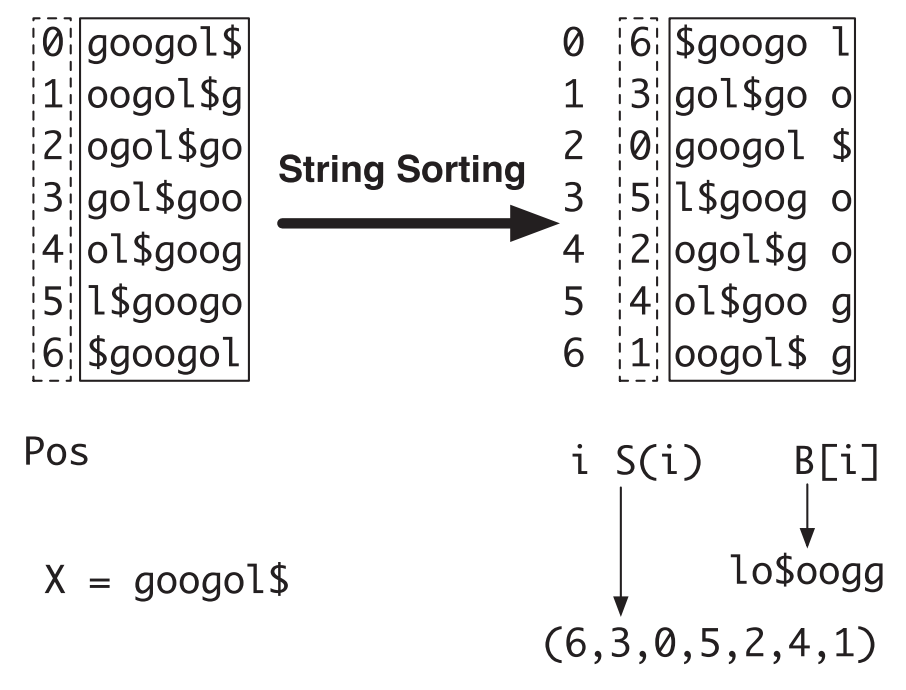 0 googol$ 0 6 $googo l
1 oogol$g 1 3 gol$go o
2 ogol$go 2 0 googol $
String Sorting
3 gol$goo 3 5 l$goog o
4 ol$goog 4 2 ogol$g o
5 l$googo 5 4 ol$goo g
6 $googol 6 1 oogol$ g
Pos i S(i) B[i]
X = googol$ lo$oogg
(6,3,0,5,2,4,1)